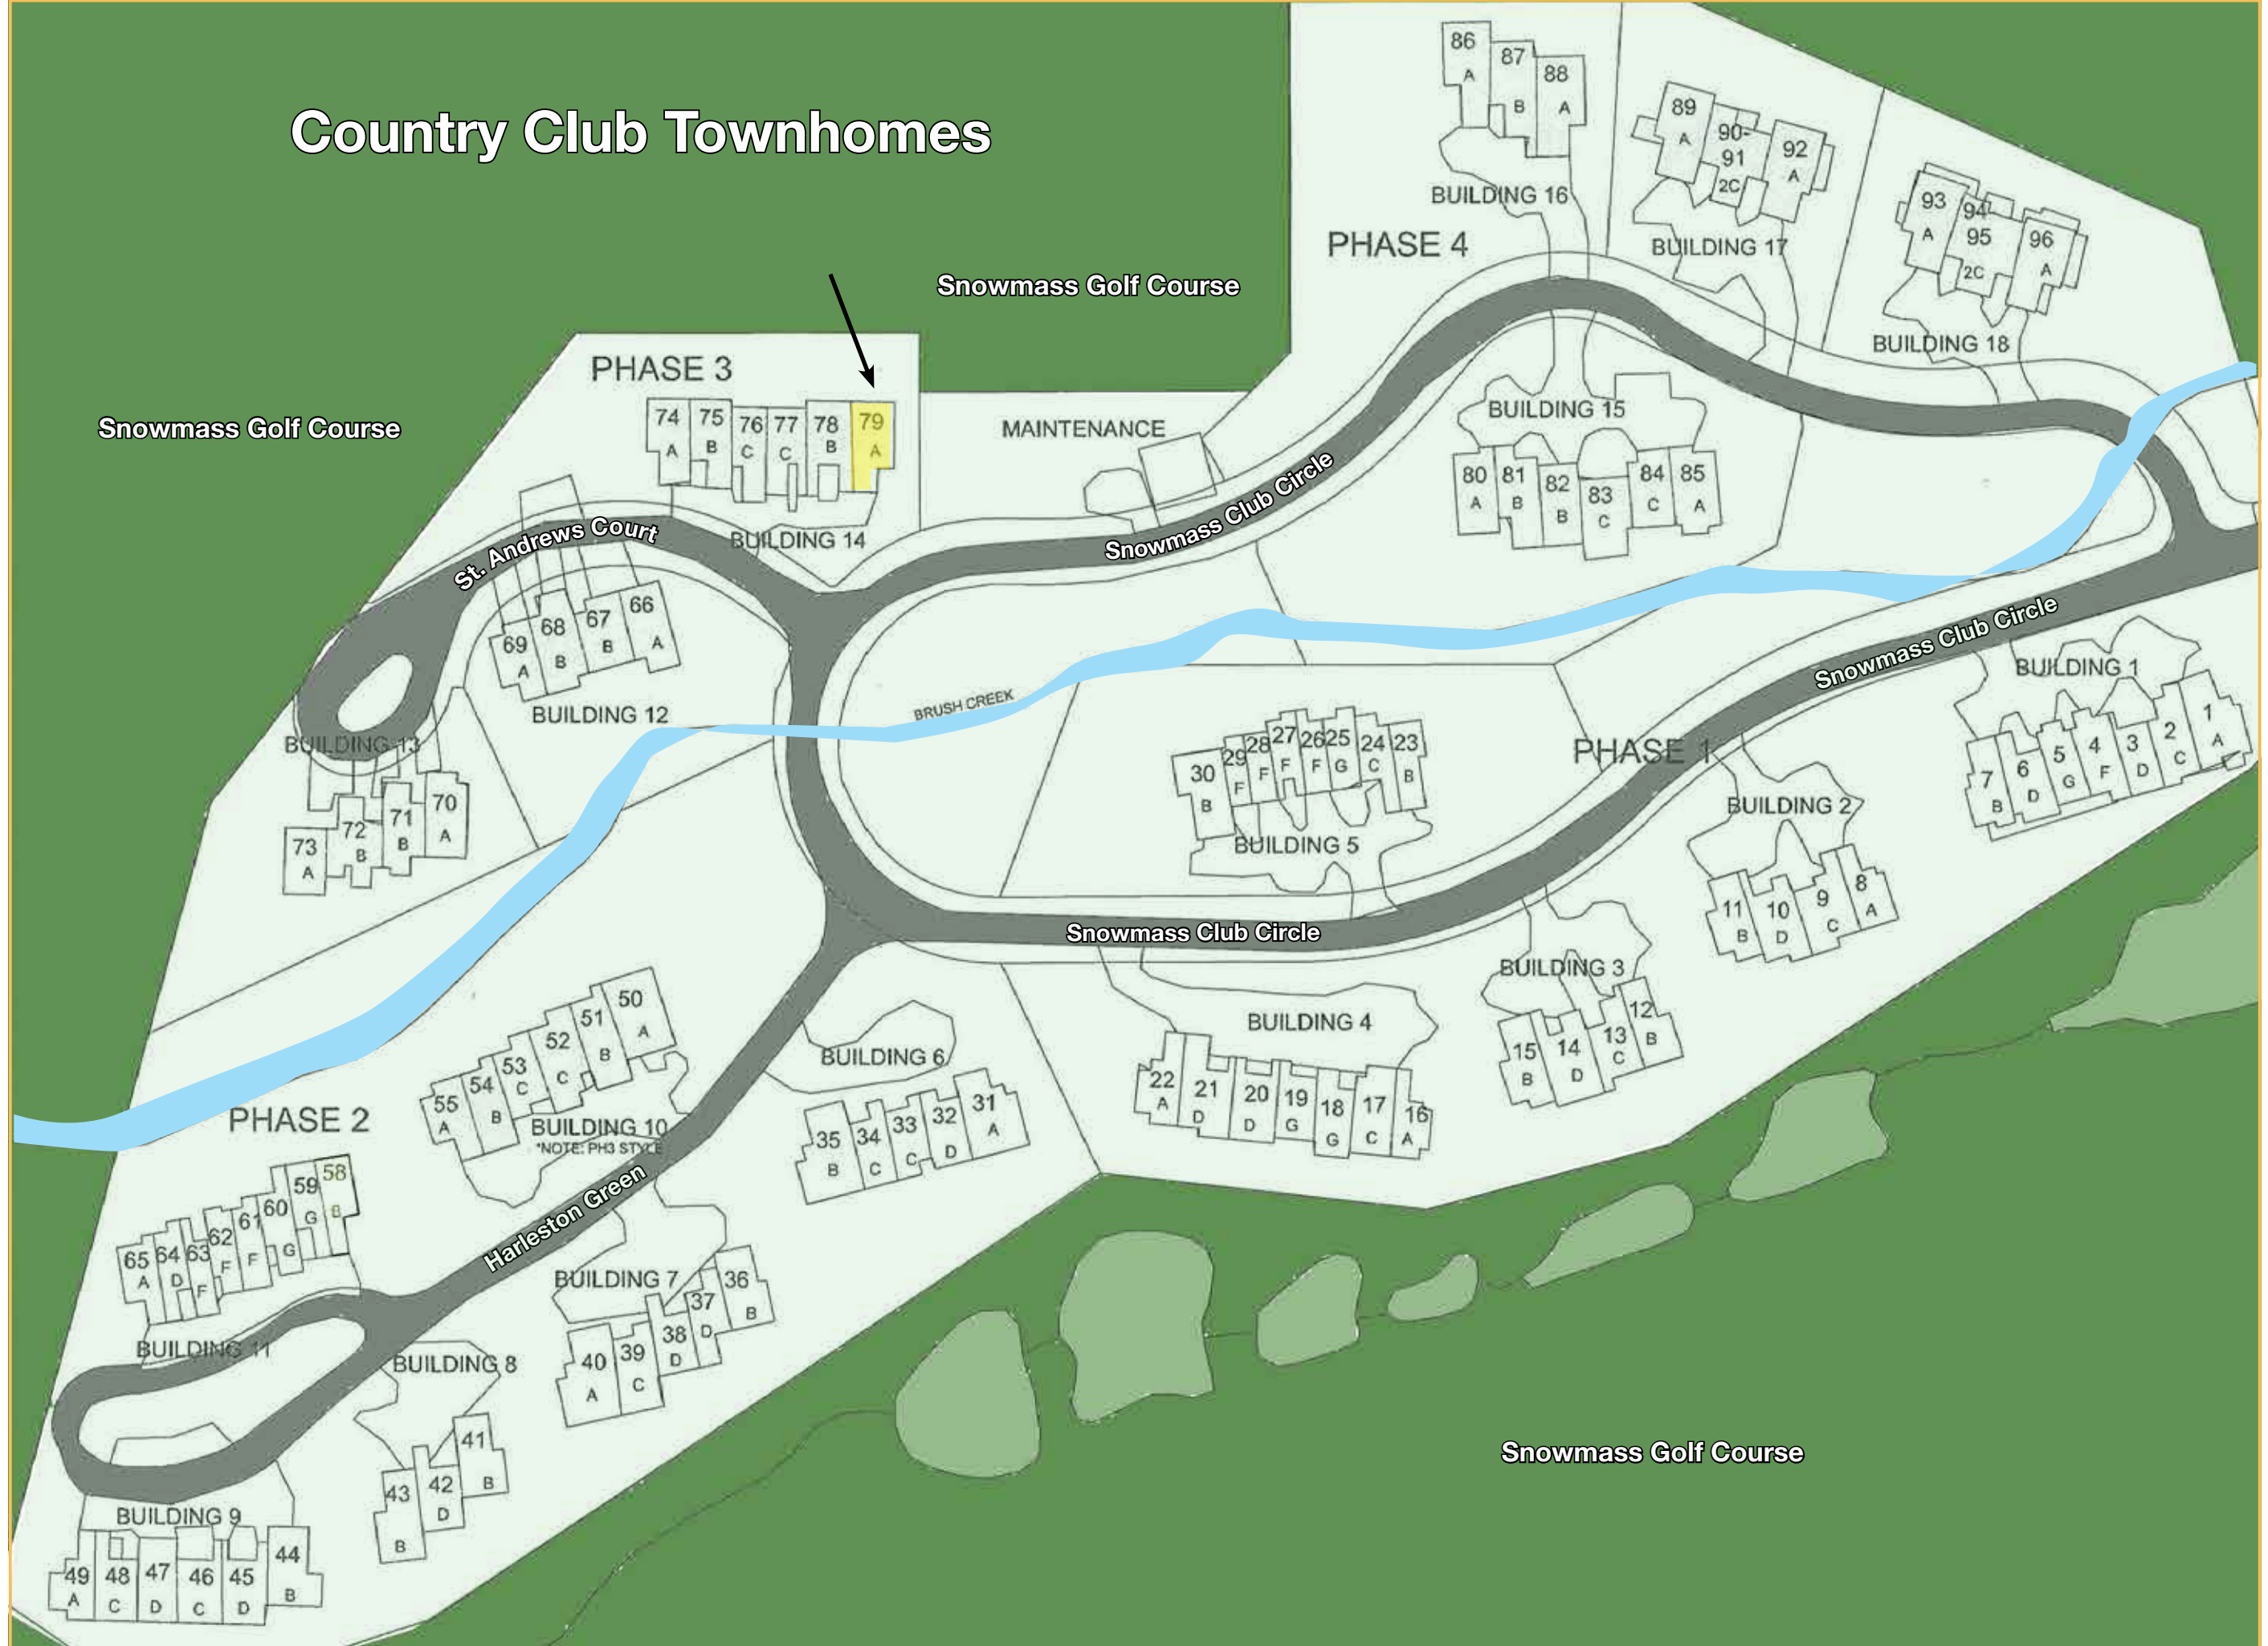 Country Club Townhomes
86
A
87
B
88
A
BUILDING 16
PHASE 4
89
A
90-
91
2C
92
A
BUILDING 17
93
A
94-
95
2C
96
A
BUILDING 18
Snowmass Golf Course
Snowmass Golf Course
PHASE 3
74
A
75
B
76
C
77
C
78
B
79
A
BUILDING 14
MAINTENANCE
Snowmass Club Circle
BUILDING 15
80
A
81
B
82
B
83
C
84
C
85
A
St. Andrews Court
69
A
68
B
67
B
66
A
BUILDING 12
BUILDING 13
73
A
72
B
71
B
70
A
BRUSH CREEK
Snowmass Club Circle
BUILDING 1
7
B
6
D
5
G
4
F
3
D
2
C
1
A
PHASE 1
30
B
29
F
28
F
27
F
26
F
25
G
24
C
23
B
BUILDING 5
BUILDING 2
11
B
10
D
9
C
8
A
Snowmass Club Circle
BUILDING 3
15
B
14
D
13
C
12
B
BUILDING 4
22
A
21
D
20
D
19
G
18
G
17
C
16
A
BUILDING 6
35
B
34
C
33
C
32
D
31
A
55
A
54
B
53
C
52
C
51
B
50
A
BUILDING 10
*NOTE: PH3 STYLE
PHASE 2
65
A
64
D
63
F
62
F
61
F
60
G
59
G
58
B
BUILDING 11
Harleston Green
BUILDING 7
40
A
39
C
38
D
37
D
36
B
BUILDING 8
43
B
42
D
41
B
BUILDING 9
49
A
48
C
47
D
46
C
45
D
44
B
Snowmass Golf Course